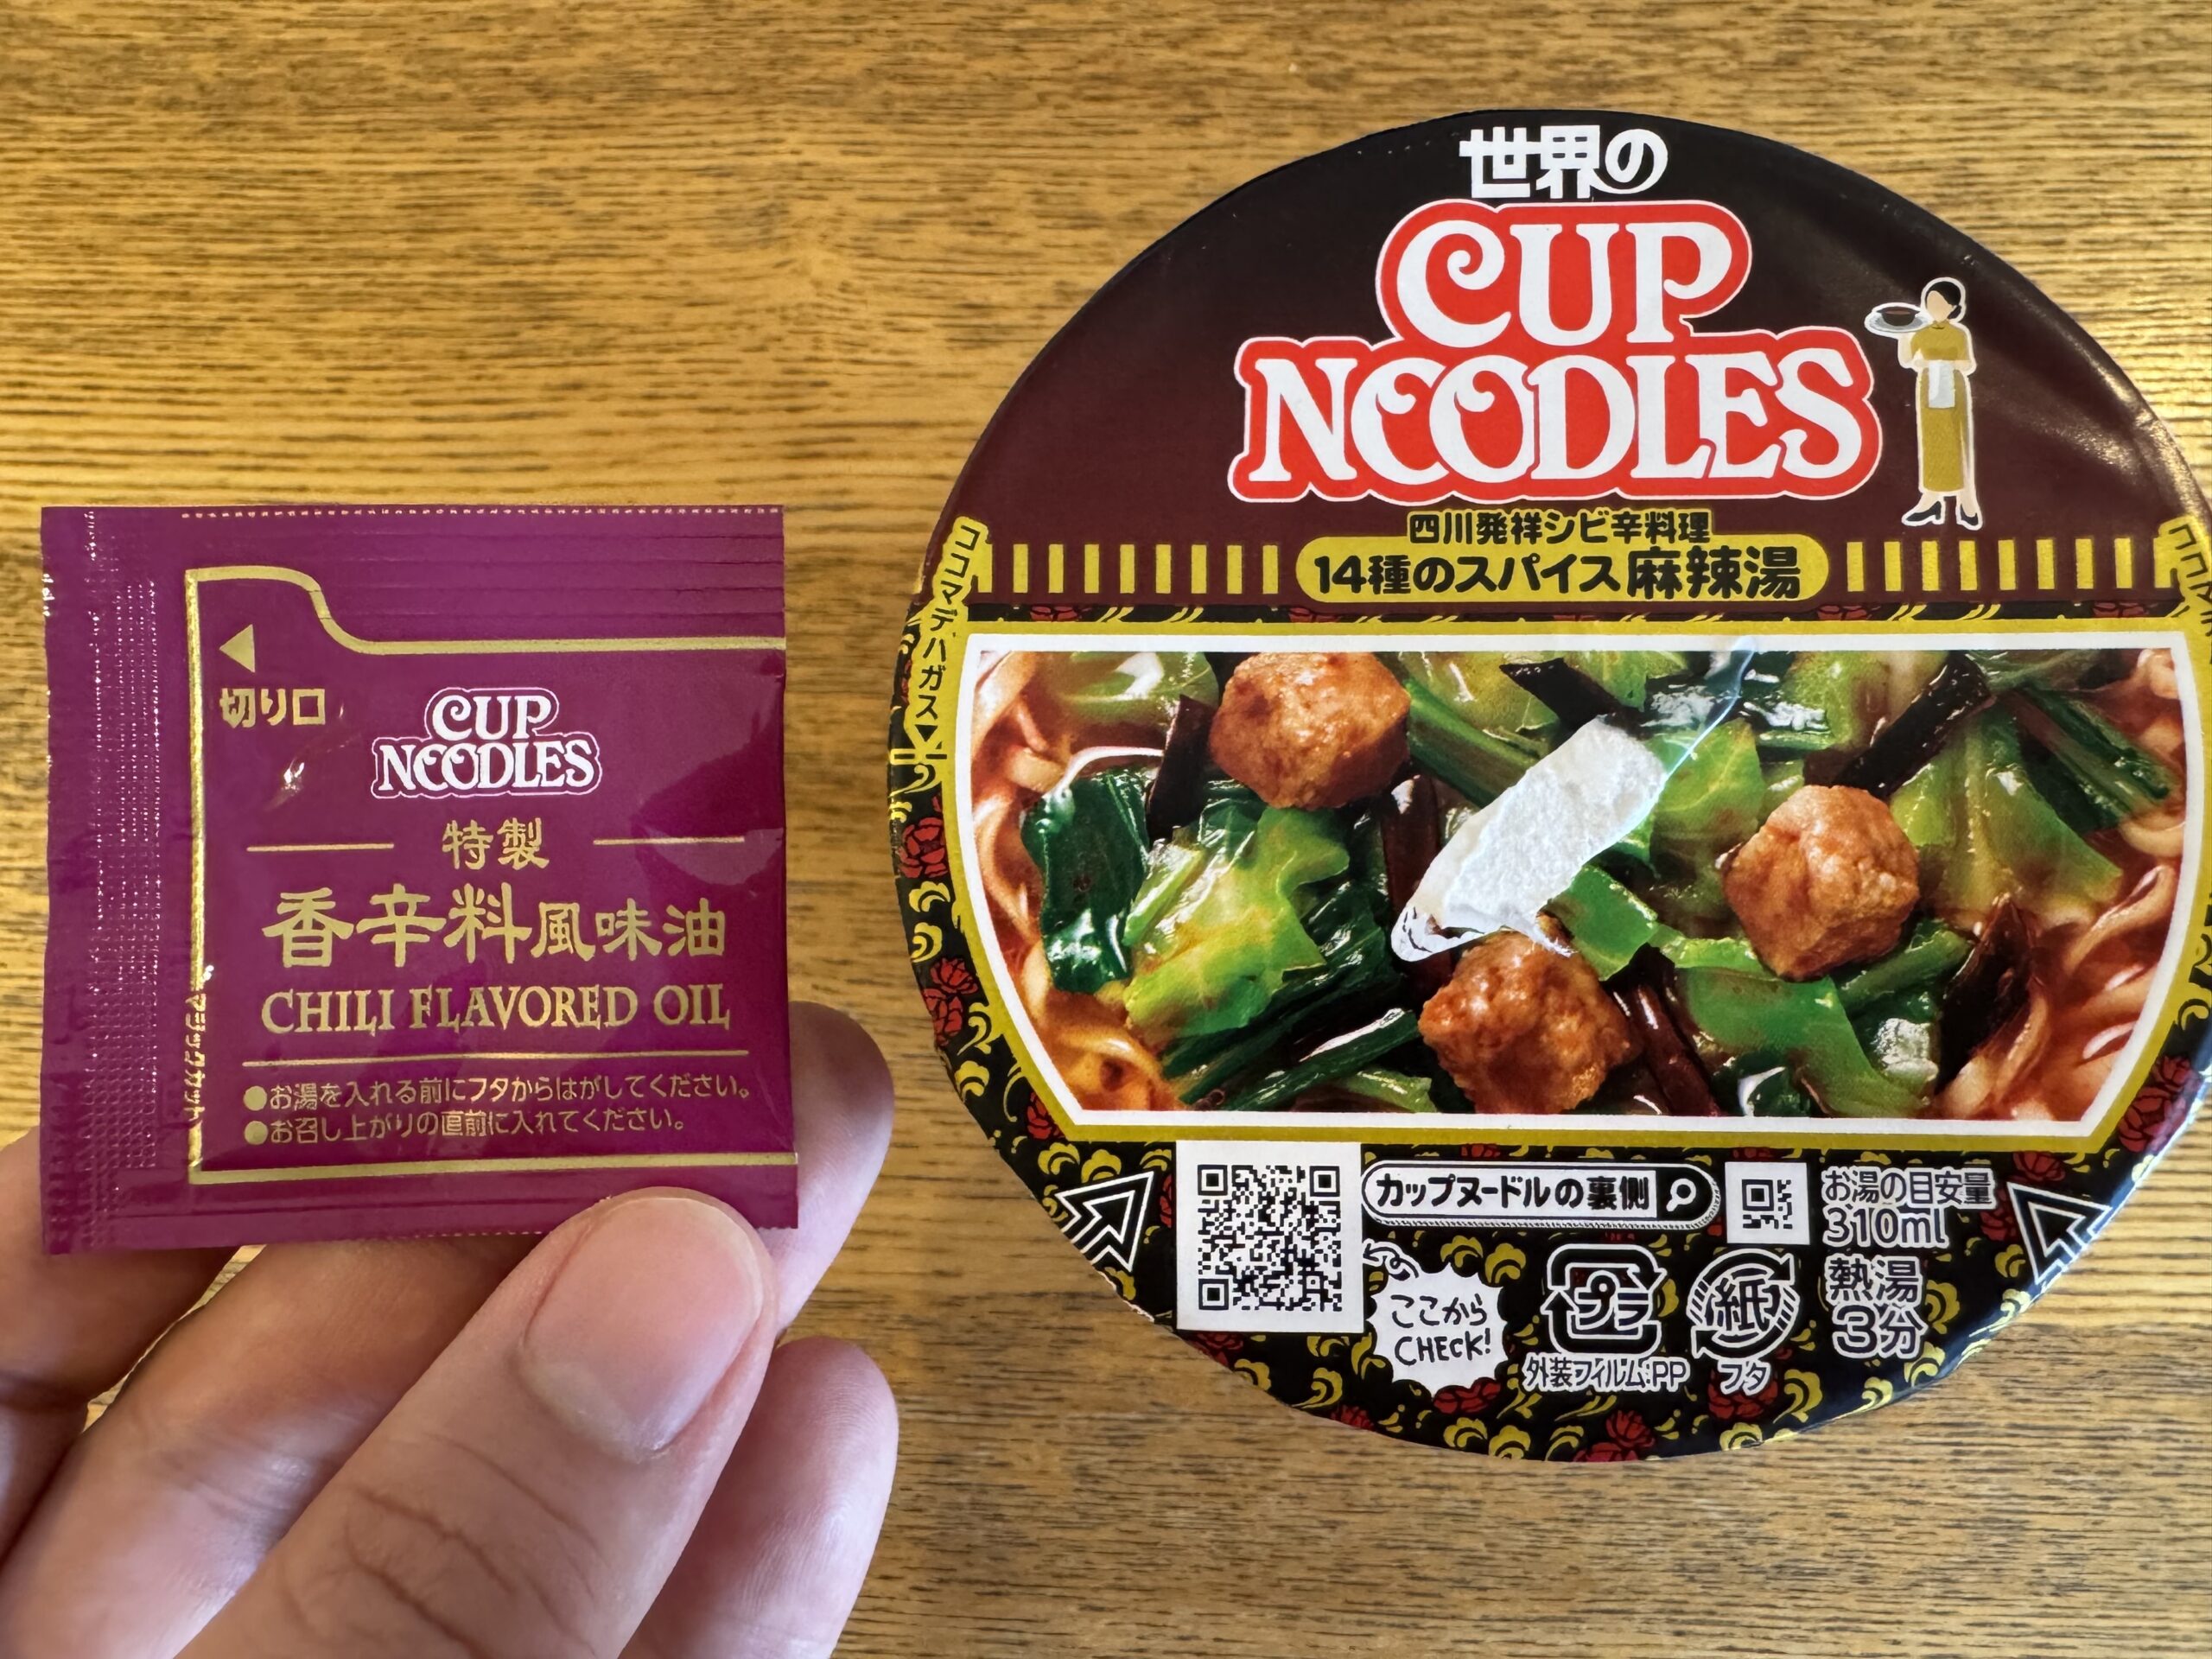 切り口
CUP
NOODLES
特製
香辛料風味油
CHILI FLAVORED OIL
●お湯を入れる前にフタからはがしてください。
●お召し上がりの直前に入れてください。
マジックカット
世界の
CUP
NOODLES
四川発祥シビ辛料理
14種のスパイス麻辣湯
ココマデハガス▼
カップヌードルの裏側
ここから
CHECK!
プラ
外装フィルム:PP
紙
フタ
お湯の目安量
310ml
熱湯
3分